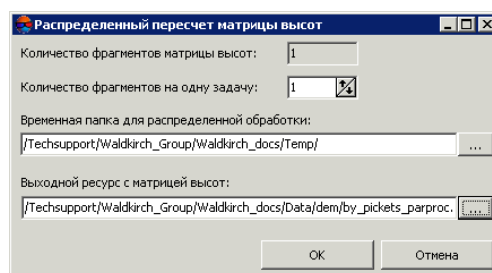 Распределенный пересчет матрицы высот
Количество фрагментов матрицы высот: 1
Количество фрагментов на одну задачу: 1
Временная папка для распределенной обработки:
/Techsupport/Waldkirch_Group/Waldkirch_docs/Temp/ ...
Выходной ресурс с матрицей высот:
/Techsupport/Waldkirch_Group/Waldkirch_docs/Data/dem/by_pickets_parproc. ...
OK Отмена